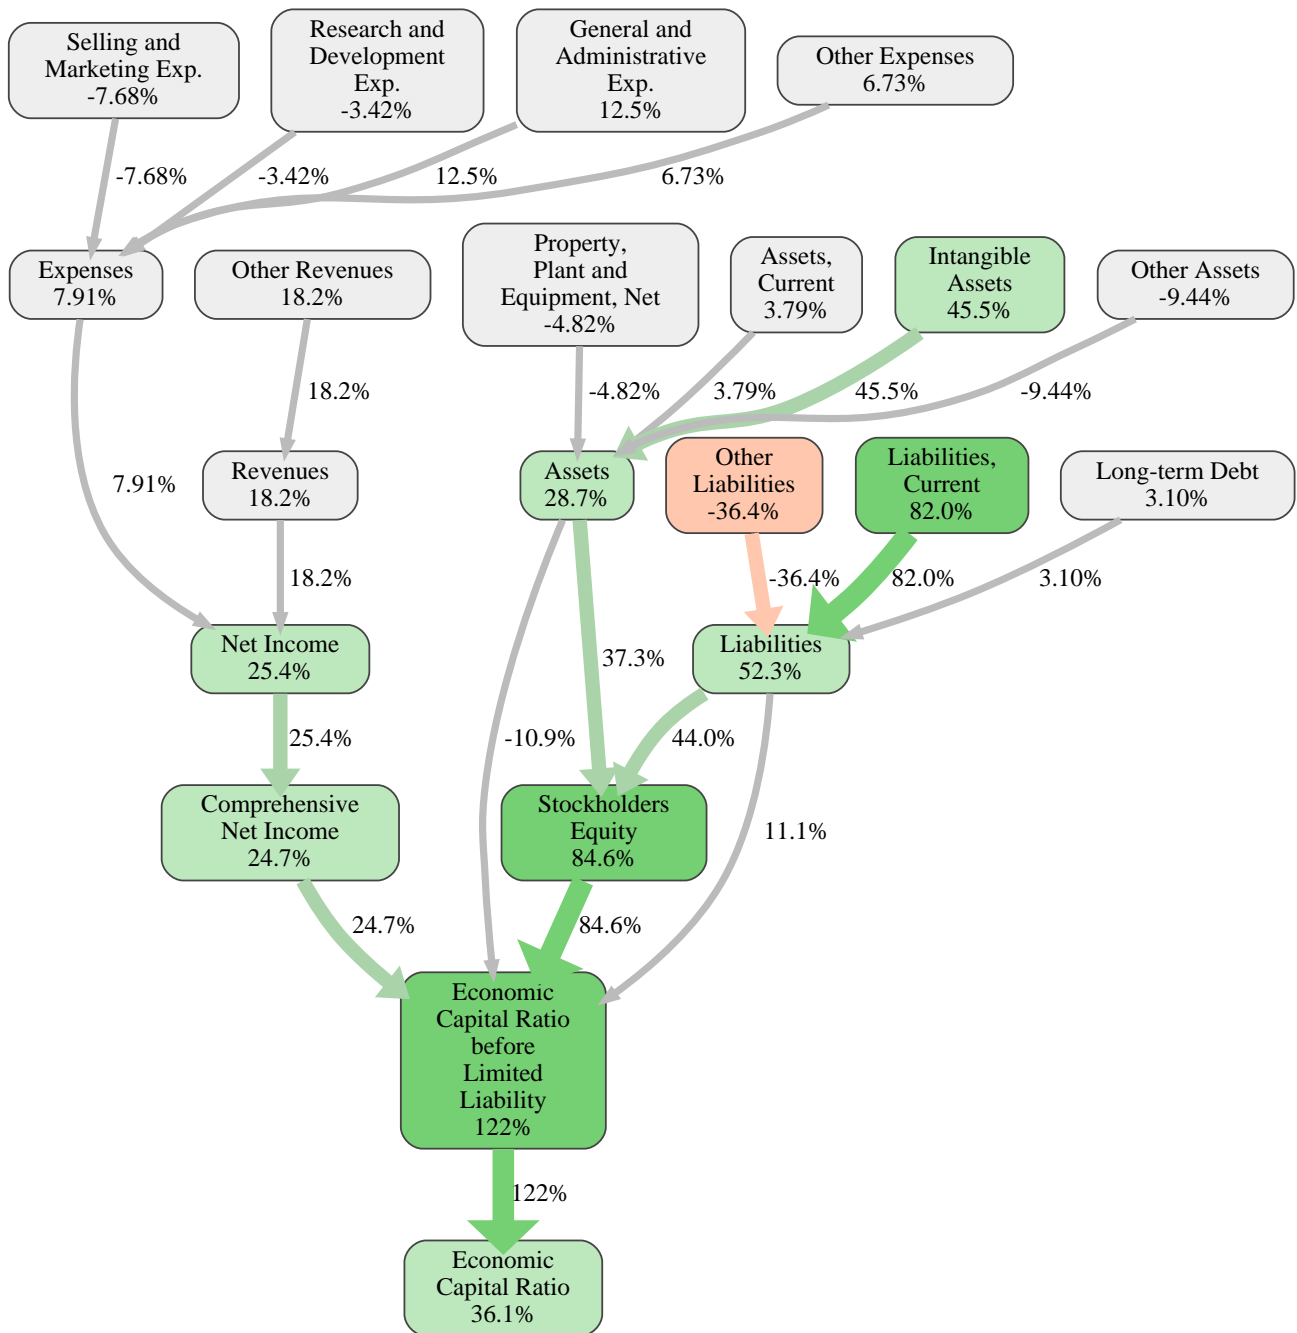 Selling and
Marketing Exp.
-7.68%
Research and
Development
Exp.
-3.42%
General and
Administrative
Exp.
12.5%
Other Expenses
6.73%
-7.68%
-3.42%
12.5%
6.73%
Expenses
7.91%
Other Revenues
18.2%
Property,
Plant and
Equipment, Net
-4.82%
Assets,
Current
3.79%
Intangible
Assets
45.5%
Other Assets
-9.44%
18.2%
-4.82%
3.79%
45.5%
-9.44%
7.91%
Revenues
18.2%
Assets
28.7%
Other
Liabilities
-36.4%
Liabilities,
Current
82.0%
Long-term Debt
3.10%
18.2%
-36.4%
82.0%
3.10%
Net Income
25.4%
37.3%
Liabilities
52.3%
25.4%
-10.9%
44.0%
Comprehensive
Net Income
24.7%
Stockholders
Equity
84.6%
11.1%
24.7%
84.6%
Economic
Capital Ratio
before
Limited
Liability
122%
122%
Economic
Capital Ratio
36.1%